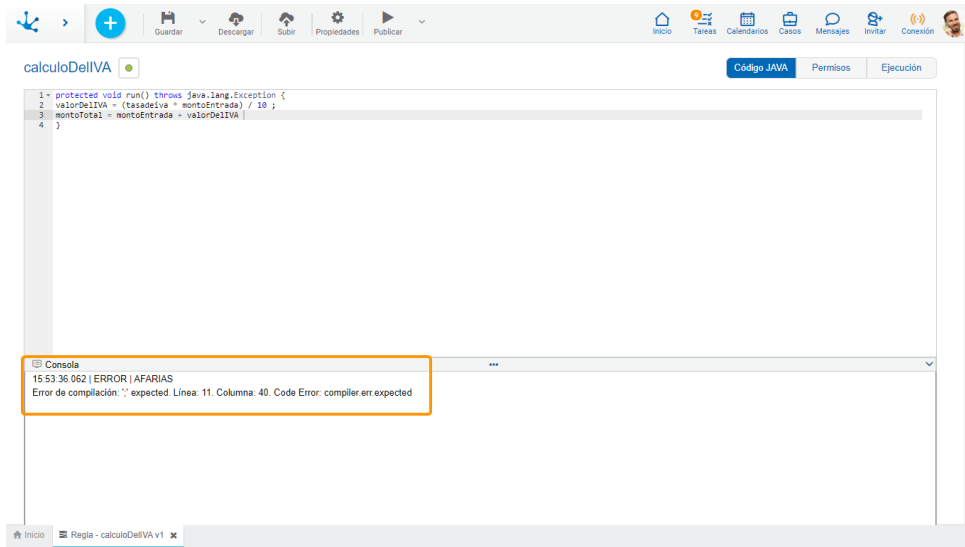 Guardar
Descargar
Subir
Propiedades
Publicar
Inicio
9
Tareas
Calendarios
Casos
Mensajes
Invitar
Conexión
calculoDelIVA
Código JAVA
Permisos
Ejecución
1 protected void run() throws java.lang.Exception {
2 valorDelIVA = (tasadeiva * montoEntrada) / 10 ;
3 montoTotal = montoEntrada + valorDelIVA
4 }
Consola
15:53:36.062 | ERROR | AFARIAS
Error de compilación: ';' expected. Línea: 11. Columna: 40. Code Error: compiler.err.expected
Inicio
Regla - calculoDelIVA v1